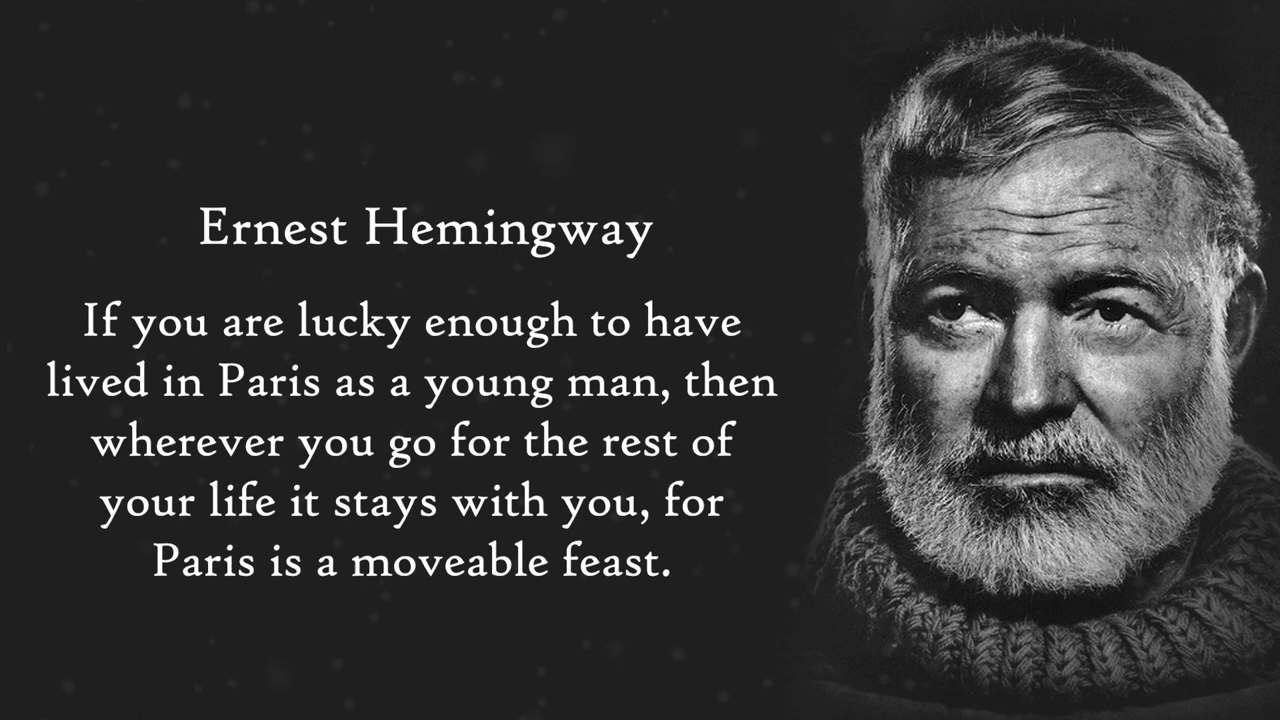 Ernest Hemingway
If you are lucky enough to have
lived in Paris as a young man, then
wherever you go for the rest of
your life it stays with you, for
Paris is a moveable feast.